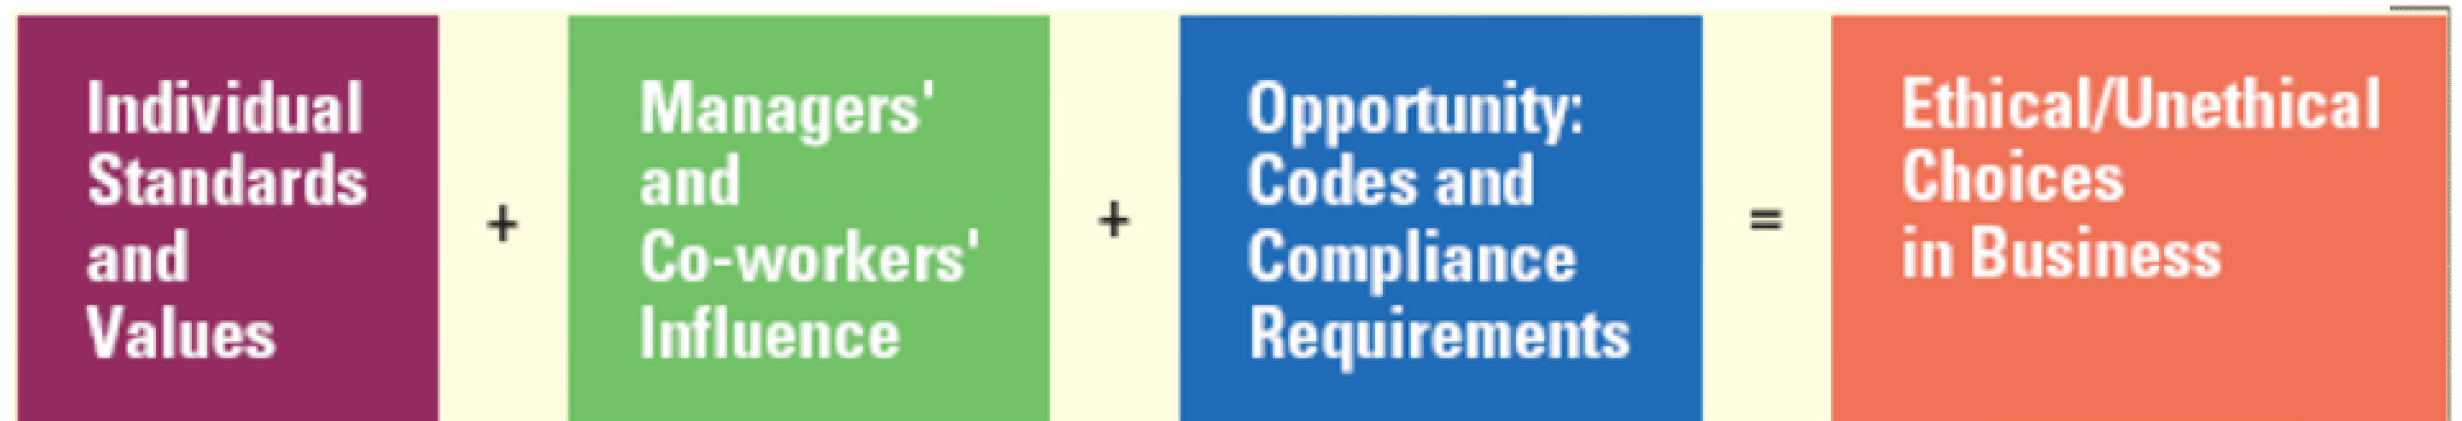 Individual
Standards
and
Values
+
Managers'
and
Co-workers'
Influence
+
Opportunity:
Codes and
Compliance
Requirements
=
Ethical/Unethical
Choices
in Business